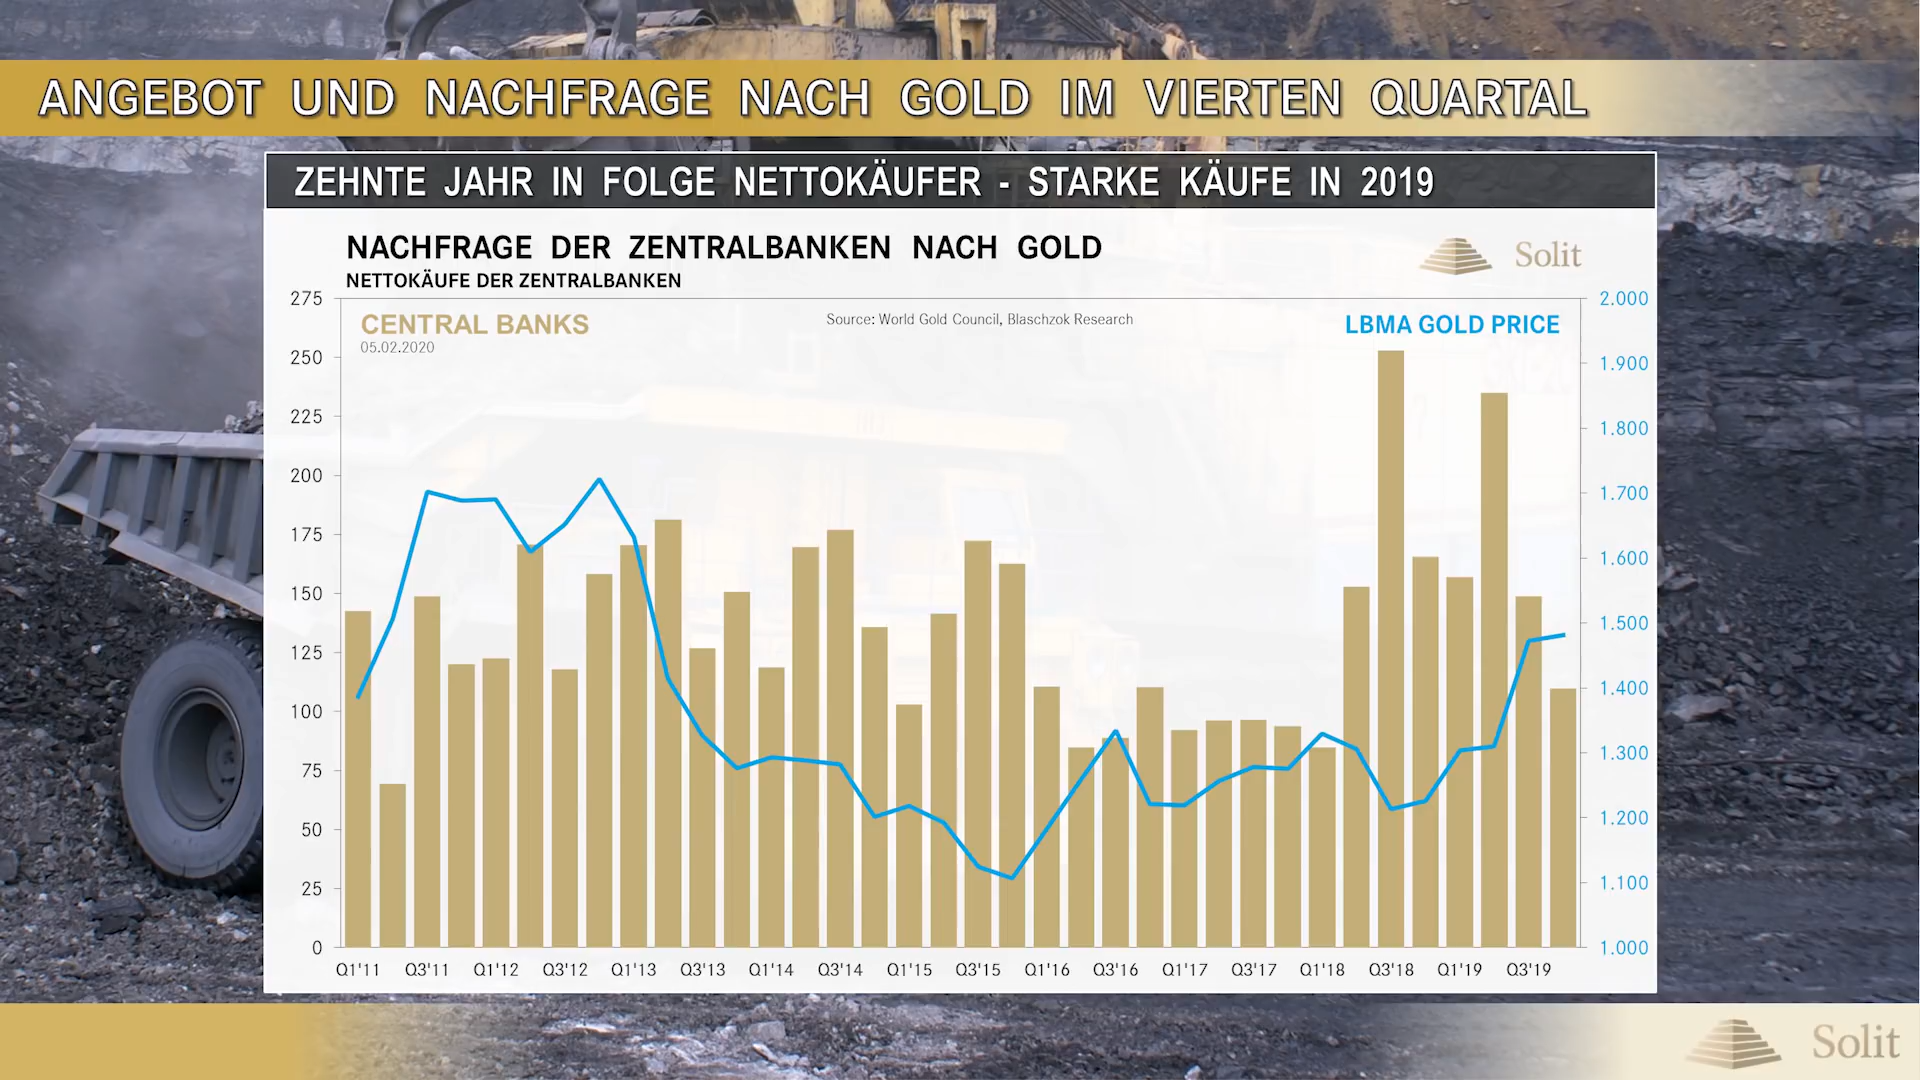 ANGEBOT UND NACHFRAGE NACH GOLD IM VIERTEN QUARTAL
ZEHNTE JAHR IN FOLGE NETTOKÄUFER - STARKE KÄUFE IN 2019
NACHFRAGE DER ZENTRALBANKEN NACH GOLD
Solit
NETTOKÄUFE DER ZENTRALBANKEN
CENTRAL BANKS
05.02.2020
Source: World Gold Council, Blaschzok Research
LBMA GOLD PRICE
275
250
225
200
175
150
125
100
75
50
25
0
2.000
1.900
1.800
1.700
1.600
1.500
1.400
1.300
1.200
1.100
1.000
Q1'11 Q3'11 Q1'12 Q3'12 Q1'13 Q3'13 Q1'14 Q3'14 Q1'15 Q3'15 Q1'16 Q3'16 Q1'17 Q3'17 Q1'18 Q3'18 Q1'19 Q3'19
Solit